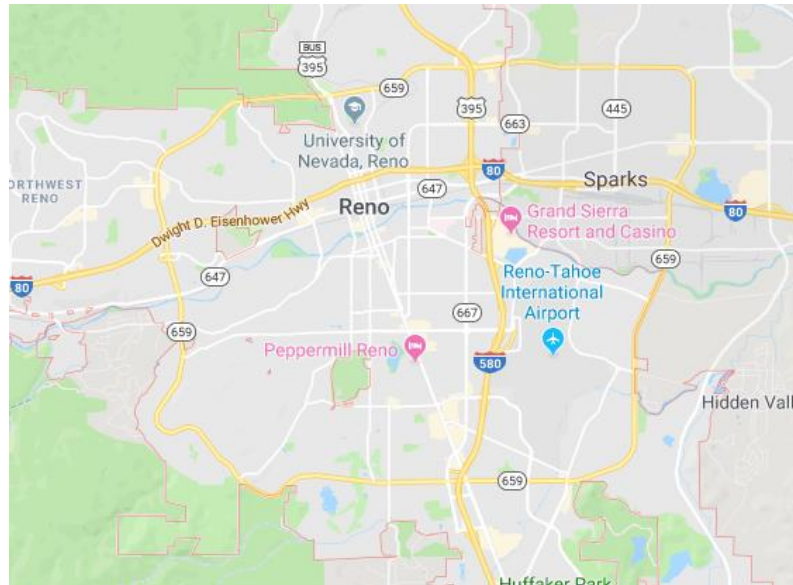 BUS
395
659
395
663
445
University of
Nevada, Reno
80
Sparks
ORTHWEST
RENO
647
Reno
Grand Sierra
Resort and Casino
80
Dwight D. Eisenhower Hwy
647
80
659
Reno-Tahoe
International
Airport
667
659
Peppermill Reno
580
Hidden Vall
659
Huffaker Park